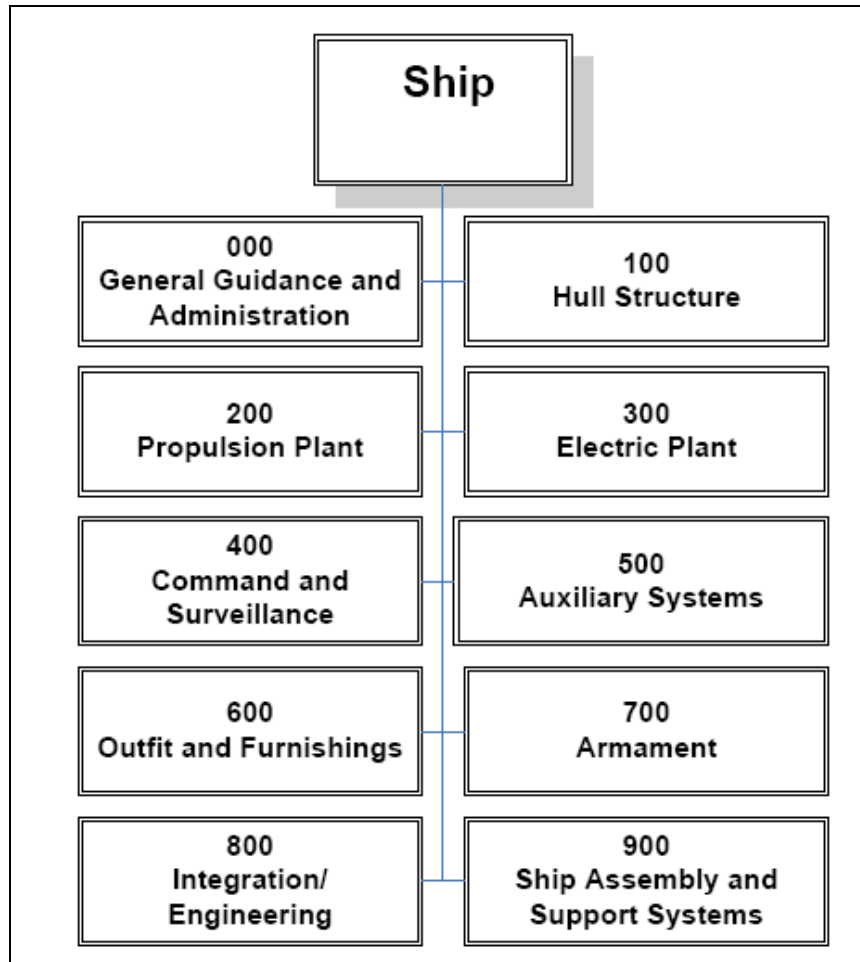 Ship
000
General Guidance and
Administration
100
Hull Structure
200
Propulsion Plant
300
Electric Plant
400
Command and
Surveillance
500
Auxiliary Systems
600
Outfit and Furnishings
700
Armament
800
Integration/
Engineering
900
Ship Assembly and
Support Systems